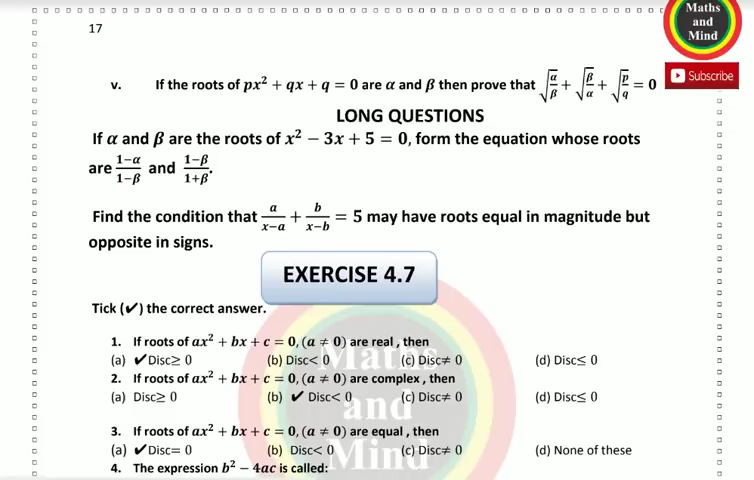 Maths
and
Mind
Subscribe
17
v. If the roots of px² + qx + q = 0 are α and β then prove that √(α/β) + √(β/α) + √(p/q) = 0
LONG QUESTIONS
If α and β are the roots of x² − 3x + 5 = 0, form the equation whose roots
are (1−α)/(1−β) and (1−β)/(1+β).
Find the condition that a/(x−a) + b/(x−b) = 5 may have roots equal in magnitude but
opposite in signs.
EXERCISE 4.7
Tick (✔) the correct answer.
1. If roots of ax² + bx + c = 0, (a ≠ 0) are real , then
(a) ✔Disc≥ 0 (b) Disc< 0 (c) Disc≠ 0 (d) Disc≤ 0
2. If roots of ax² + bx + c = 0, (a ≠ 0) are complex , then
(a) Disc≥ 0 (b) ✔ Disc< 0 (c) Disc≠ 0 (d) Disc≤ 0
3. If roots of ax² + bx + c = 0, (a ≠ 0) are equal , then
(a) ✔Disc= 0 (b) Disc< 0 (c) Disc≠ 0 (d) None of these
4. The expression b² − 4ac is called:
Maths
and
Mind